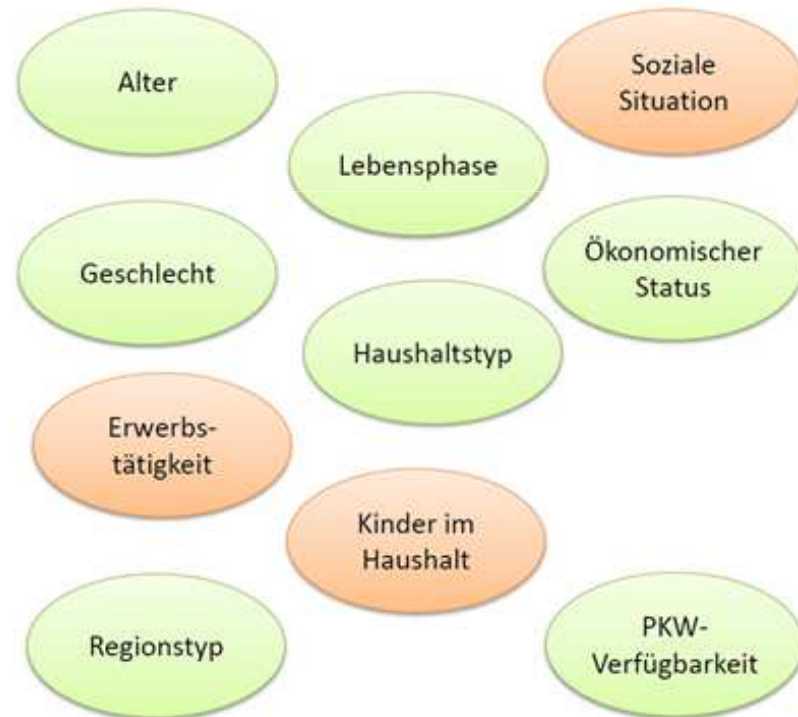 Alter
Soziale
Situation
Lebensphase
Geschlecht
Ökonomischer
Status
Haushaltstyp
Erwerbs-
tätigkeit
Kinder im
Haushalt
Regionstyp
PKW-
Verfügbarkeit